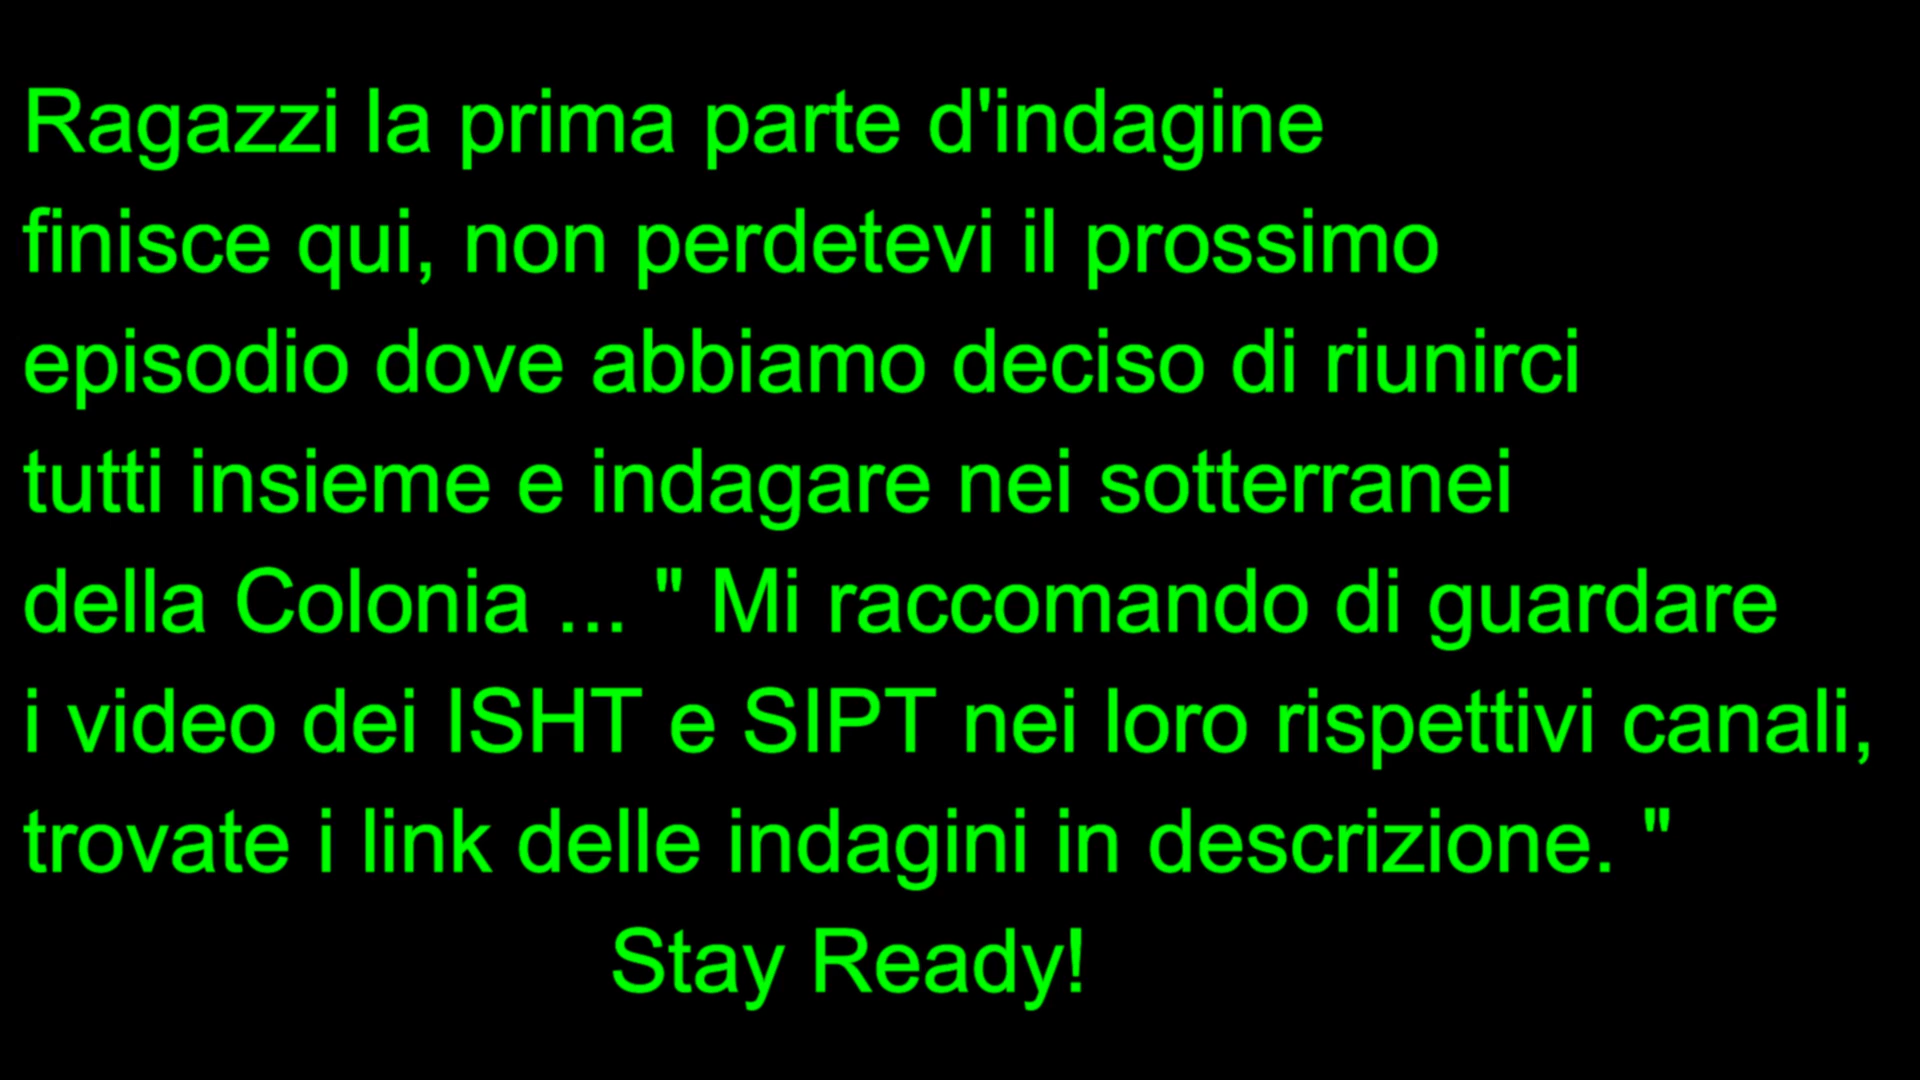 Ragazzi la prima parte d'indagine
finisce qui, non perdetevi il prossimo
episodio dove abbiamo deciso di riunirci
tutti insieme e indagare nei sotterranei
della Colonia ... " Mi raccomando di guardare
i video dei ISHT e SIPT nei loro rispettivi canali,
trovate i link delle indagini in descrizione. "
Stay Ready!